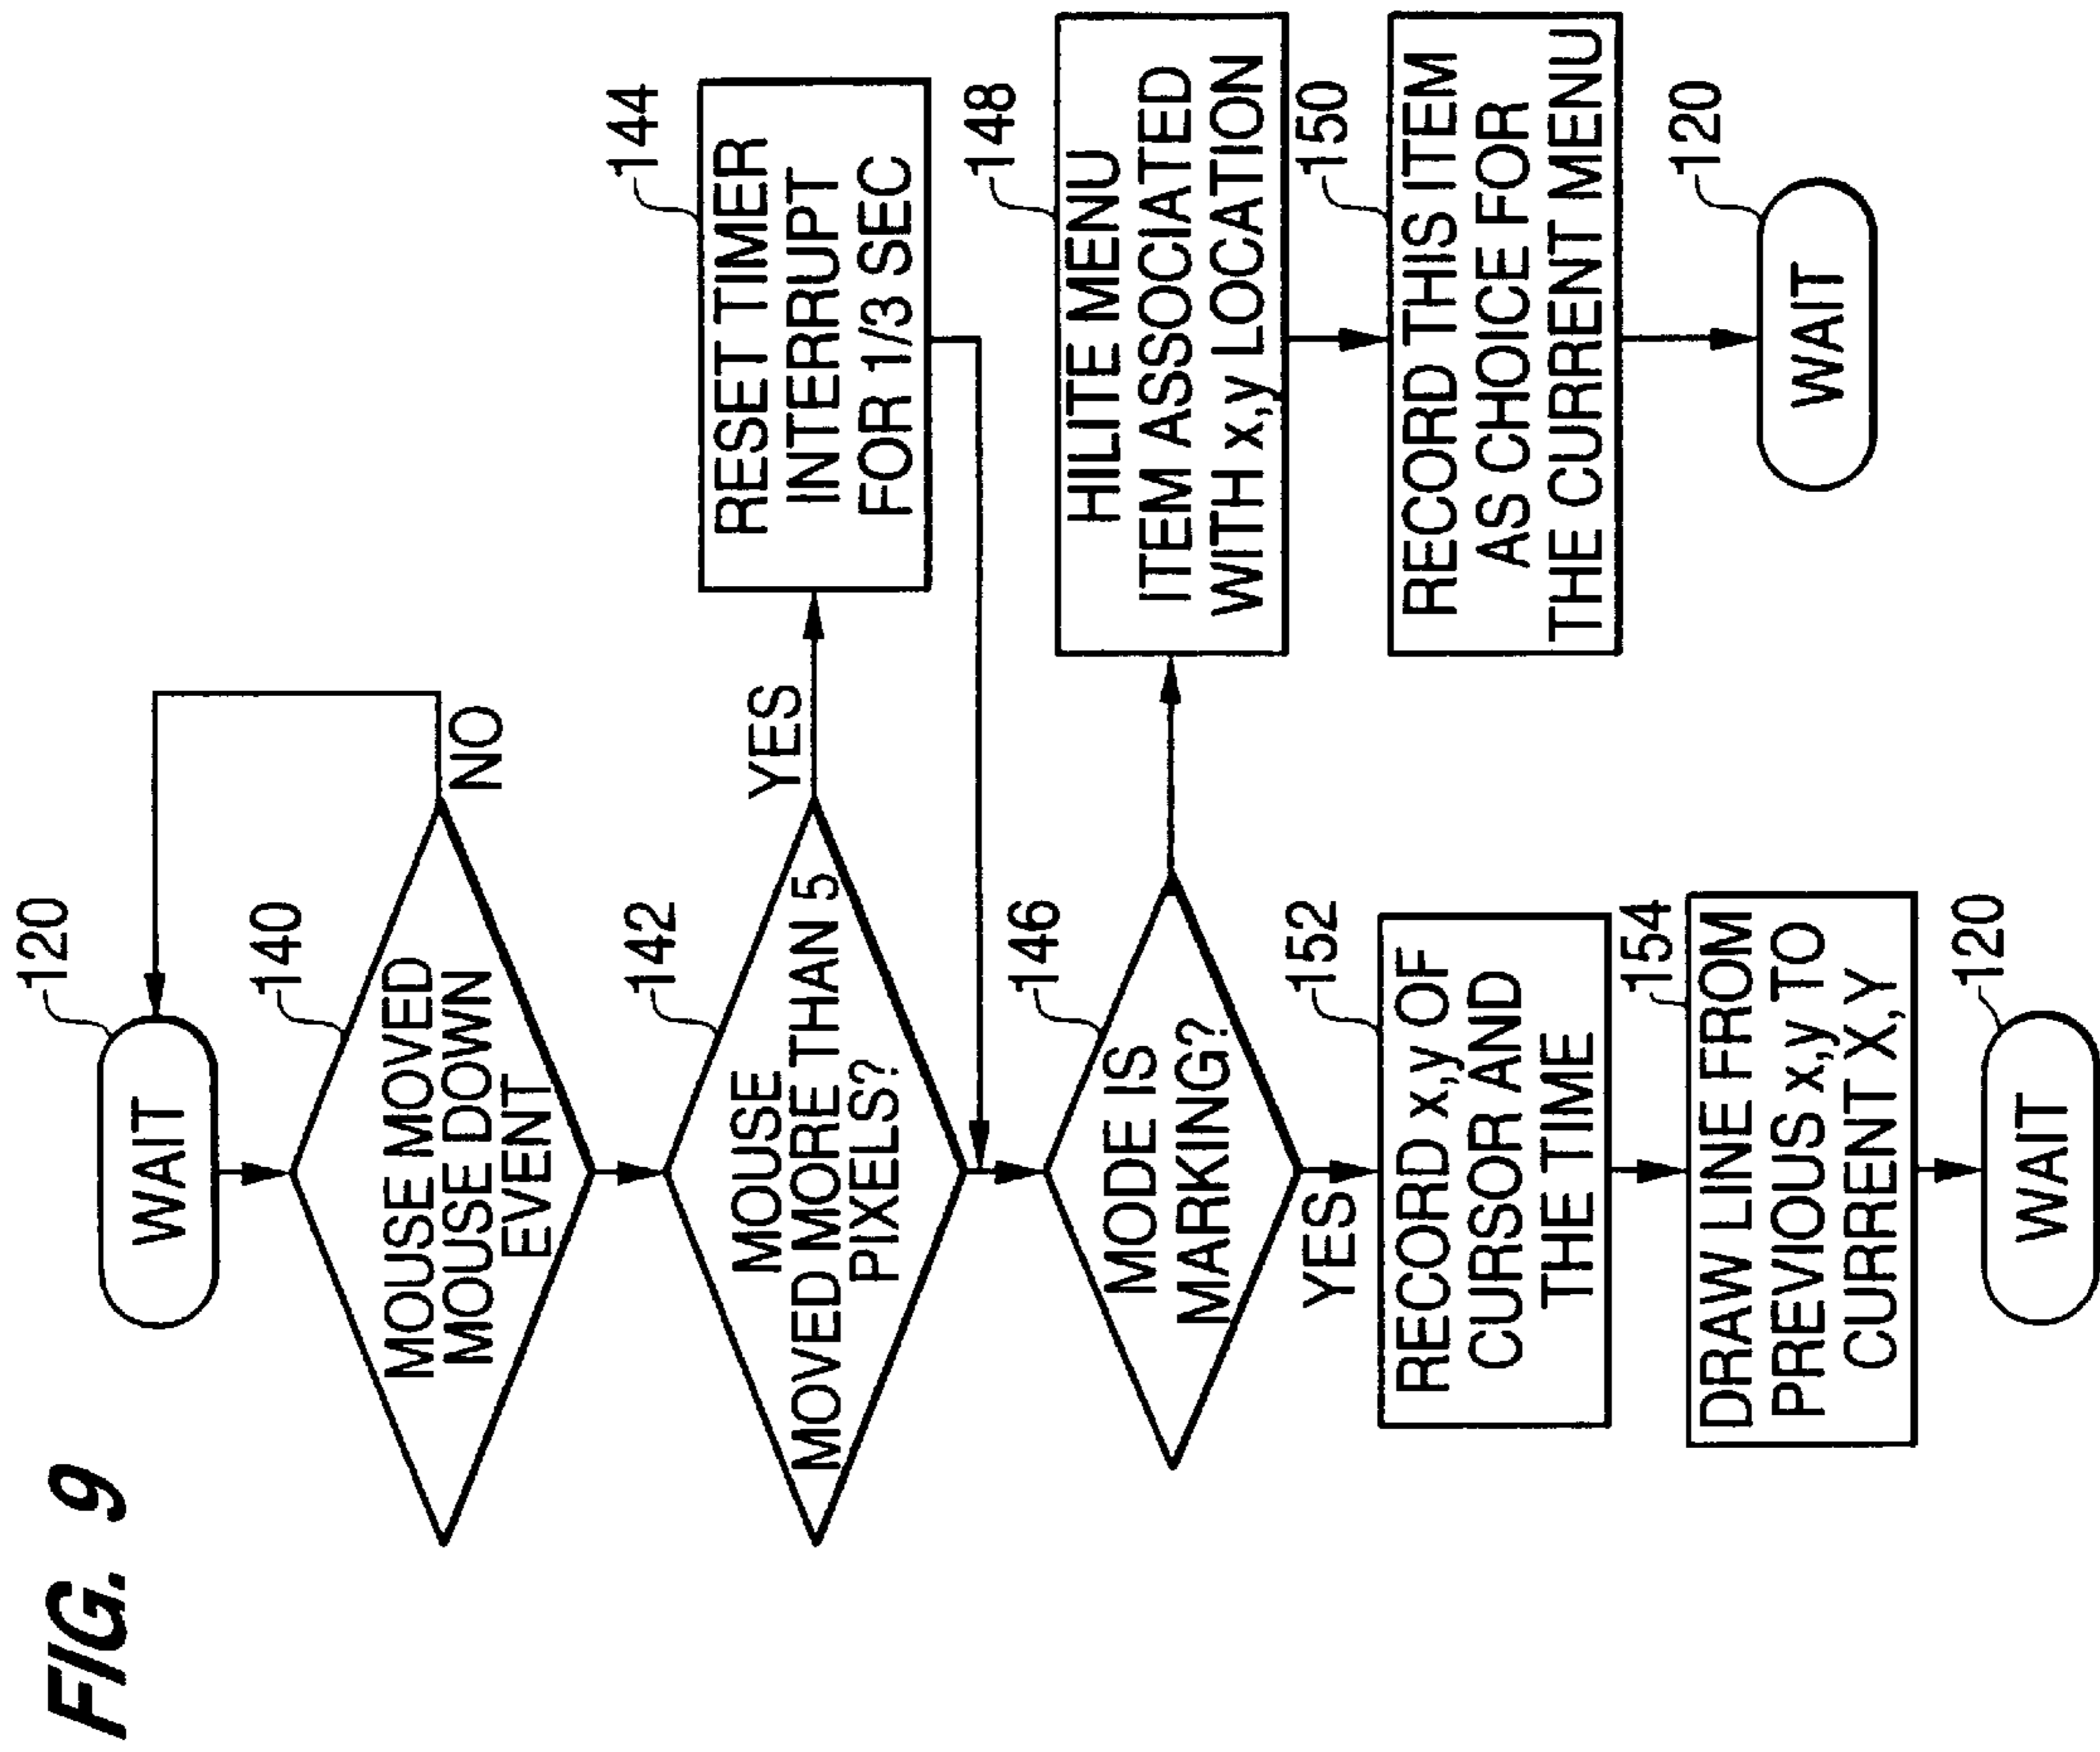 FIG. 9
120
WAIT
140
MOUSE MOVED
MOUSE DOWN
EVENT
NO
142
MOUSE
MOVED MORE THAN 5
PIXELS?
YES
144
RESET TIMER
INTERRUPT
FOR 1/3 SEC
146
MODE IS
MARKING?
YES
148
HILITE MENU
ITEM ASSOCIATED
WITH x,y LOCATION
150
RECORD THIS ITEM
AS CHOICE FOR
THE CURRENT MENU
120
WAIT
152
RECORD x,y OF
CURSOR AND
THE TIME
154
DRAW LINE FROM
PREVIOUS x,y TO
CURRENT X,Y
120
WAIT